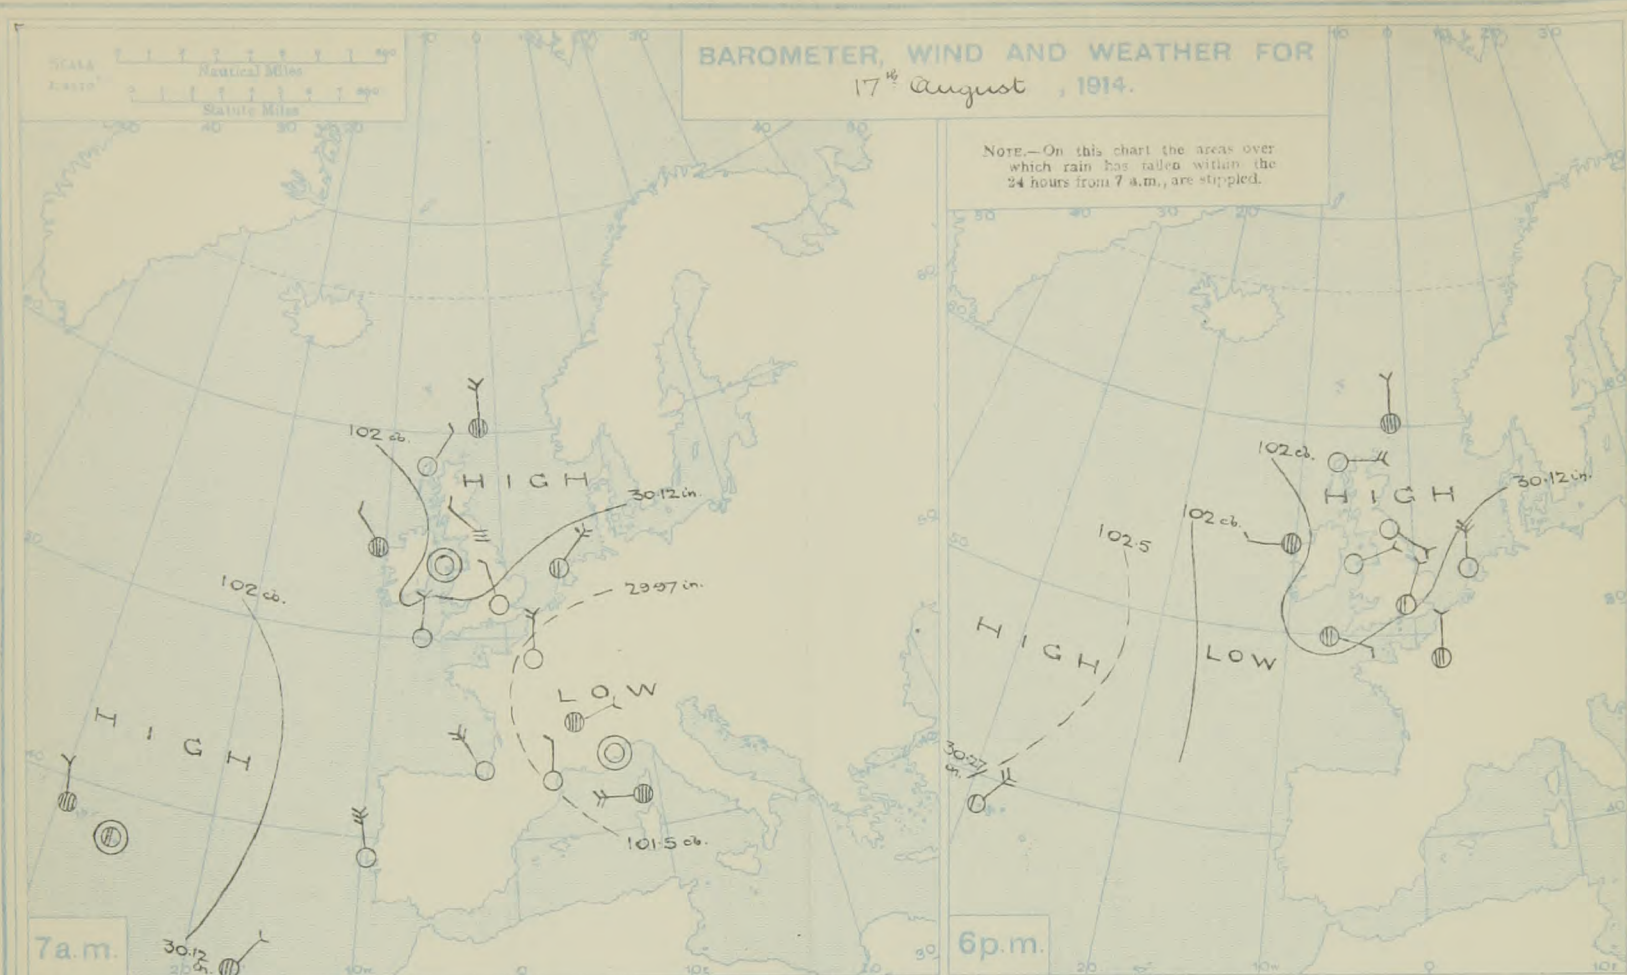 BAROMETER, WIND AND WEATHER FOR
17th August , 1914.
SCALE
Nautical Miles
Statute Miles
NOTE.—On this chart the areas over
which rain has fallen within the
24 hours from 7 a.m., are stippled.
102 cb.
HIGH
30.12 in.
102 cb.
29.97 in.
LOW
HIGH
101.5 cb.
30.12
in.
7a.m.
102 cb.
HIGH
30.12 in.
102 cb.
102.5
HIGH
LOW
30.27
in.
6p.m.